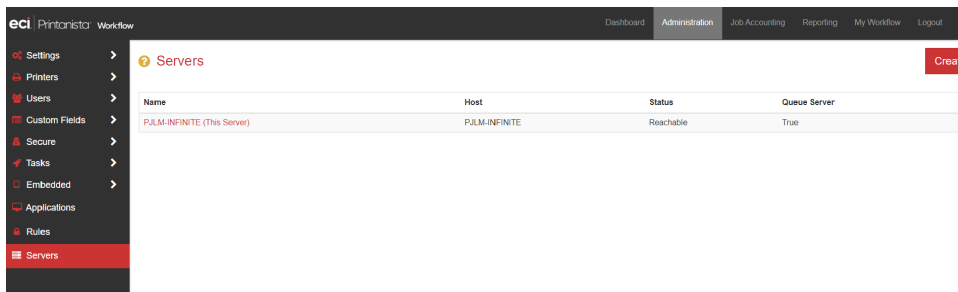 eci Printanista Workflow
Dashboard Administration Job Accounting Reporting My Workflow Logout
Settings
Printers
Users
Custom Fields
Secure
Tasks
Embedded
Applications
Rules
Servers
Servers
Crea
Name Host Status Queue Server
PJLM-INFINITE (This Server) PJLM-INFINITE Reachable True